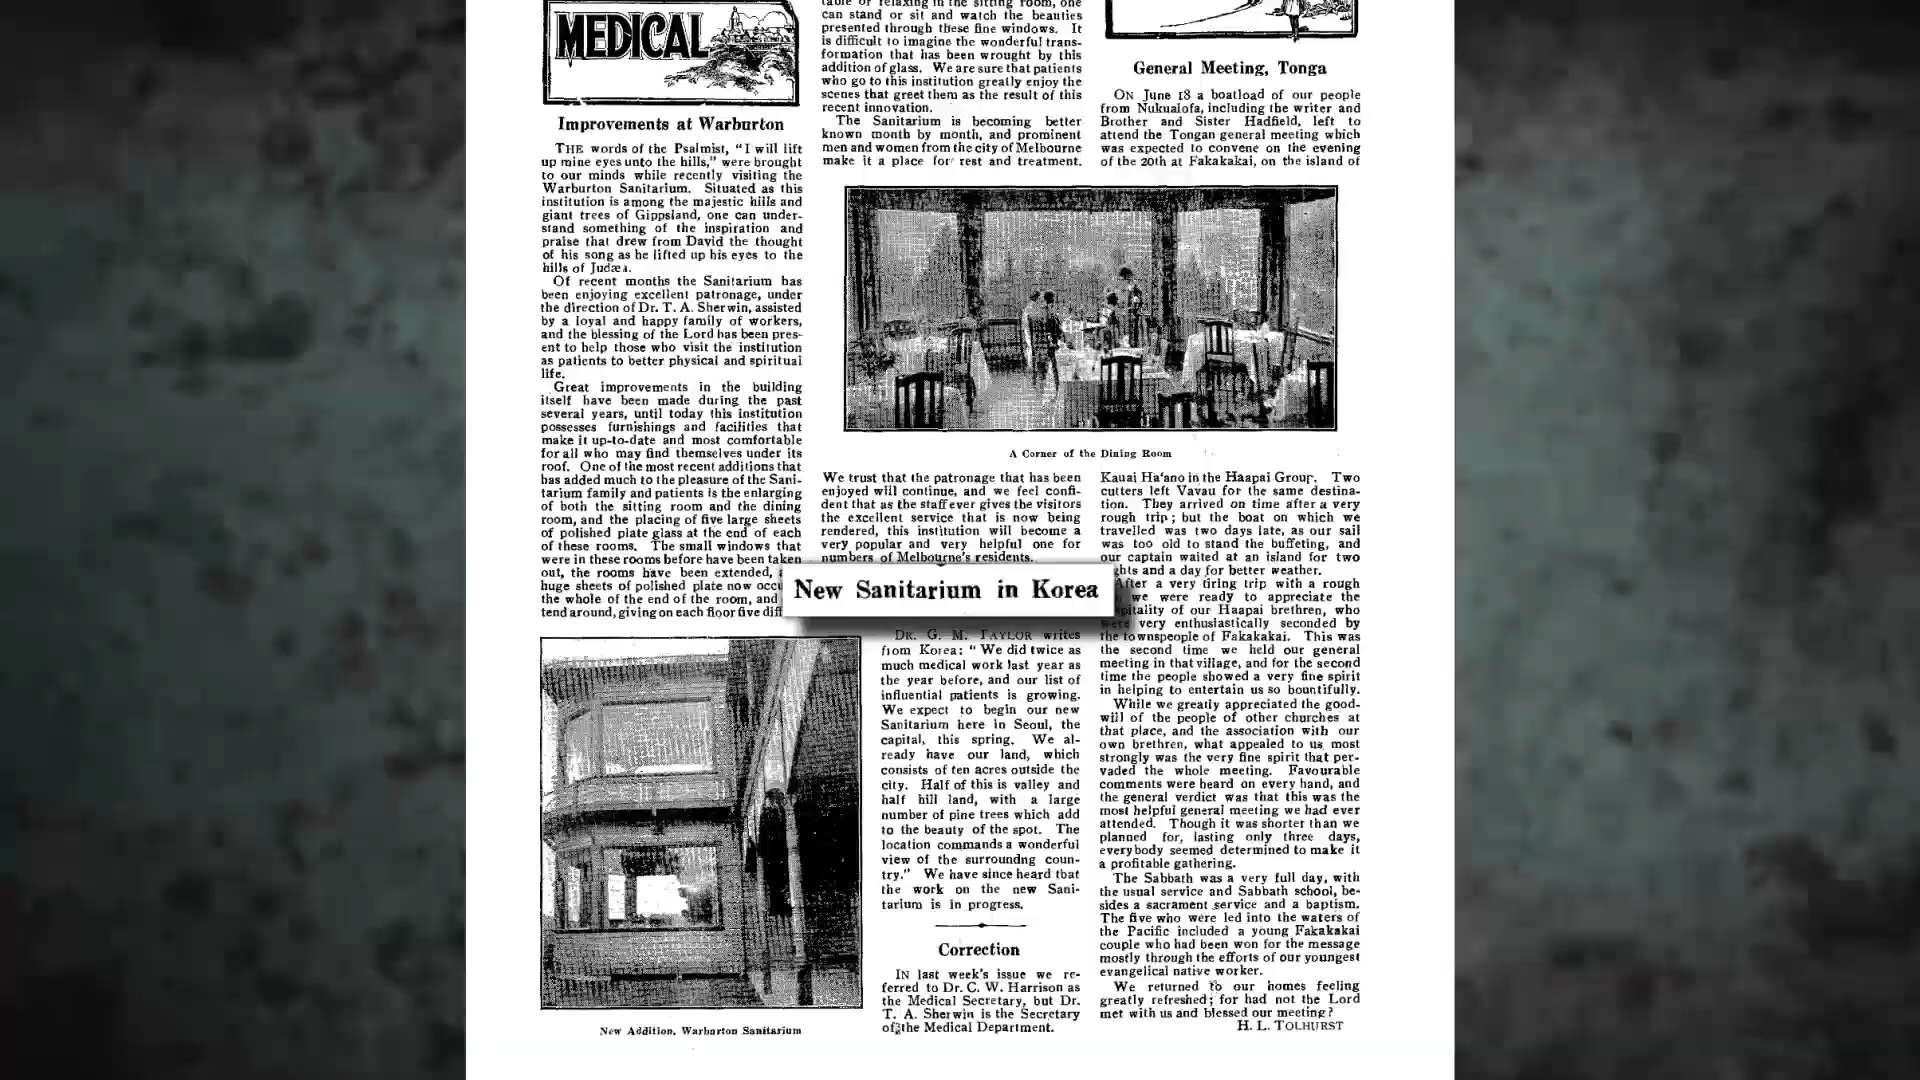 MEDICAL
Improvements at Warburton
THE words of the Psalmist, "I will lift
up mine eyes unto the hills," were brought
to our minds while recently visiting the
Warburton Sanitarium. Situated as this
institution is among the majestic hills and
giant trees of Gippsland, one can under-
stand something of the inspiration and
praise that drew from David the thought
of his song as he lifted up his eyes to the
hills of Judæa.
Of recent months the Sanitarium has
been enjoying excellent patronage, under
the direction of Dr. T. A. Sherwin, assisted
by a loyal and happy family of workers,
and the blessing of the Lord has been pres-
ent to help those who visit the institution
as patients to better physical and spiritual
life.
Great improvements in the building
itself have been made during the past
several years, until today this institution
possesses furnishings and facilities that
make it up-to-date and most comfortable
for all who may find themselves under its
roof. One of the most recent additions that
has added much to the pleasure of the Sani-
tarium family and patients is the enlarging
of both the sitting room and the dining
room, and the placing of five large sheets
of polished plate glass at the end of each
of these rooms. The small windows that
were in these rooms before have been taken
out, the rooms have been extended,
huge sheets of polished plate now occu
the whole of the end of the room, and
tend around, giving on each floor five diff
New Addition, Warburton Sanitarium
table or relaxing in the sitting room, one
can stand or sit and watch the beauties
presented through these fine windows. It
is difficult to imagine the wonderful trans-
formation that has been wrought by this
addition of glass. We are sure that patients
who go to this institution greatly enjoy the
scenes that greet them as the result of this
recent innovation.
The Sanitarium is becoming better
known month by month, and prominent
men and women from the city of Melbourne
make it a place for rest and treatment.
A Corner of the Dining Room
We trust that the patronage that has been
enjoyed will continue, and we feel confi-
dent that as the staff ever gives the visitors
the excellent service that is now being
rendered, this institution will become a
very popular and very helpful one for
numbers of Melbourne's residents.
New Sanitarium in Korea
DR. G. M. TAYLOR writes
from Korea: "We did twice as
much medical work last year as
the year before, and our list of
influential patients is growing.
We expect to begin our new
Sanitarium here in Seoul, the
capital, this spring. We al-
ready have our land, which
consists of ten acres outside the
city. Half of this is valley and
half hill land, with a large
number of pine trees which add
to the beauty of the spot. The
location commands a wonderful
view of the surroundng coun-
try." We have since heard that
the work on the new Sani-
tarium is in progress.
Correction
IN last week's issue we re-
ferred to Dr. C. W. Harrison as
the Medical Secretary, but Dr.
T. A. Sherwin is the Secretary
of the Medical Department.
General Meeting, Tonga
ON June 18 a boatload of our people
from Nukualofa, including the writer and
Brother and Sister Hadfield, left to
attend the Tongan general meeting which
was expected to convene on the evening
of the 20th at Fakakakai, on the island of
Kauai Ha'ano in the Haapai Group. Two
cutters left Vavau for the same destina-
tion. They arrived on time after a very
rough trip; but the boat on which we
travelled was two days late, as our sail
was too old to stand the buffeting, and
our captain waited at an island for two
ghts and a day for better weather.
After a very tiring trip with a rough
we were ready to appreciate the
pitality of our Haapai brethren, who
were very enthusiastically seconded by
the townspeople of Fakakakai. This was
the second time we held our general
meeting in that village, and for the second
time the people showed a very fine spirit
in helping to entertain us so bountifully.
While we greatly appreciated the good-
will of the people of other churches at
that place, and the association with our
own brethren, what appealed to us most
strongly was the very fine spirit that per-
vaded the whole meeting. Favourable
comments were heard on every hand, and
the general verdict was that this was the
most helpful general meeting we had ever
attended. Though it was shorter than we
planned for, lasting only three days,
everybody seemed determined to make it
a profitable gathering.
The Sabbath was a very full day, with
the usual service and Sabbath school, be-
sides a sacrament service and a baptism.
The five who were led into the waters of
the Pacific included a young Fakakakai
couple who had been won for the message
mostly through the efforts of our youngest
evangelical native worker.
We returned to our homes feeling
greatly refreshed; for had not the Lord
met with us and blessed our meeting?
H. L. TOLHURST